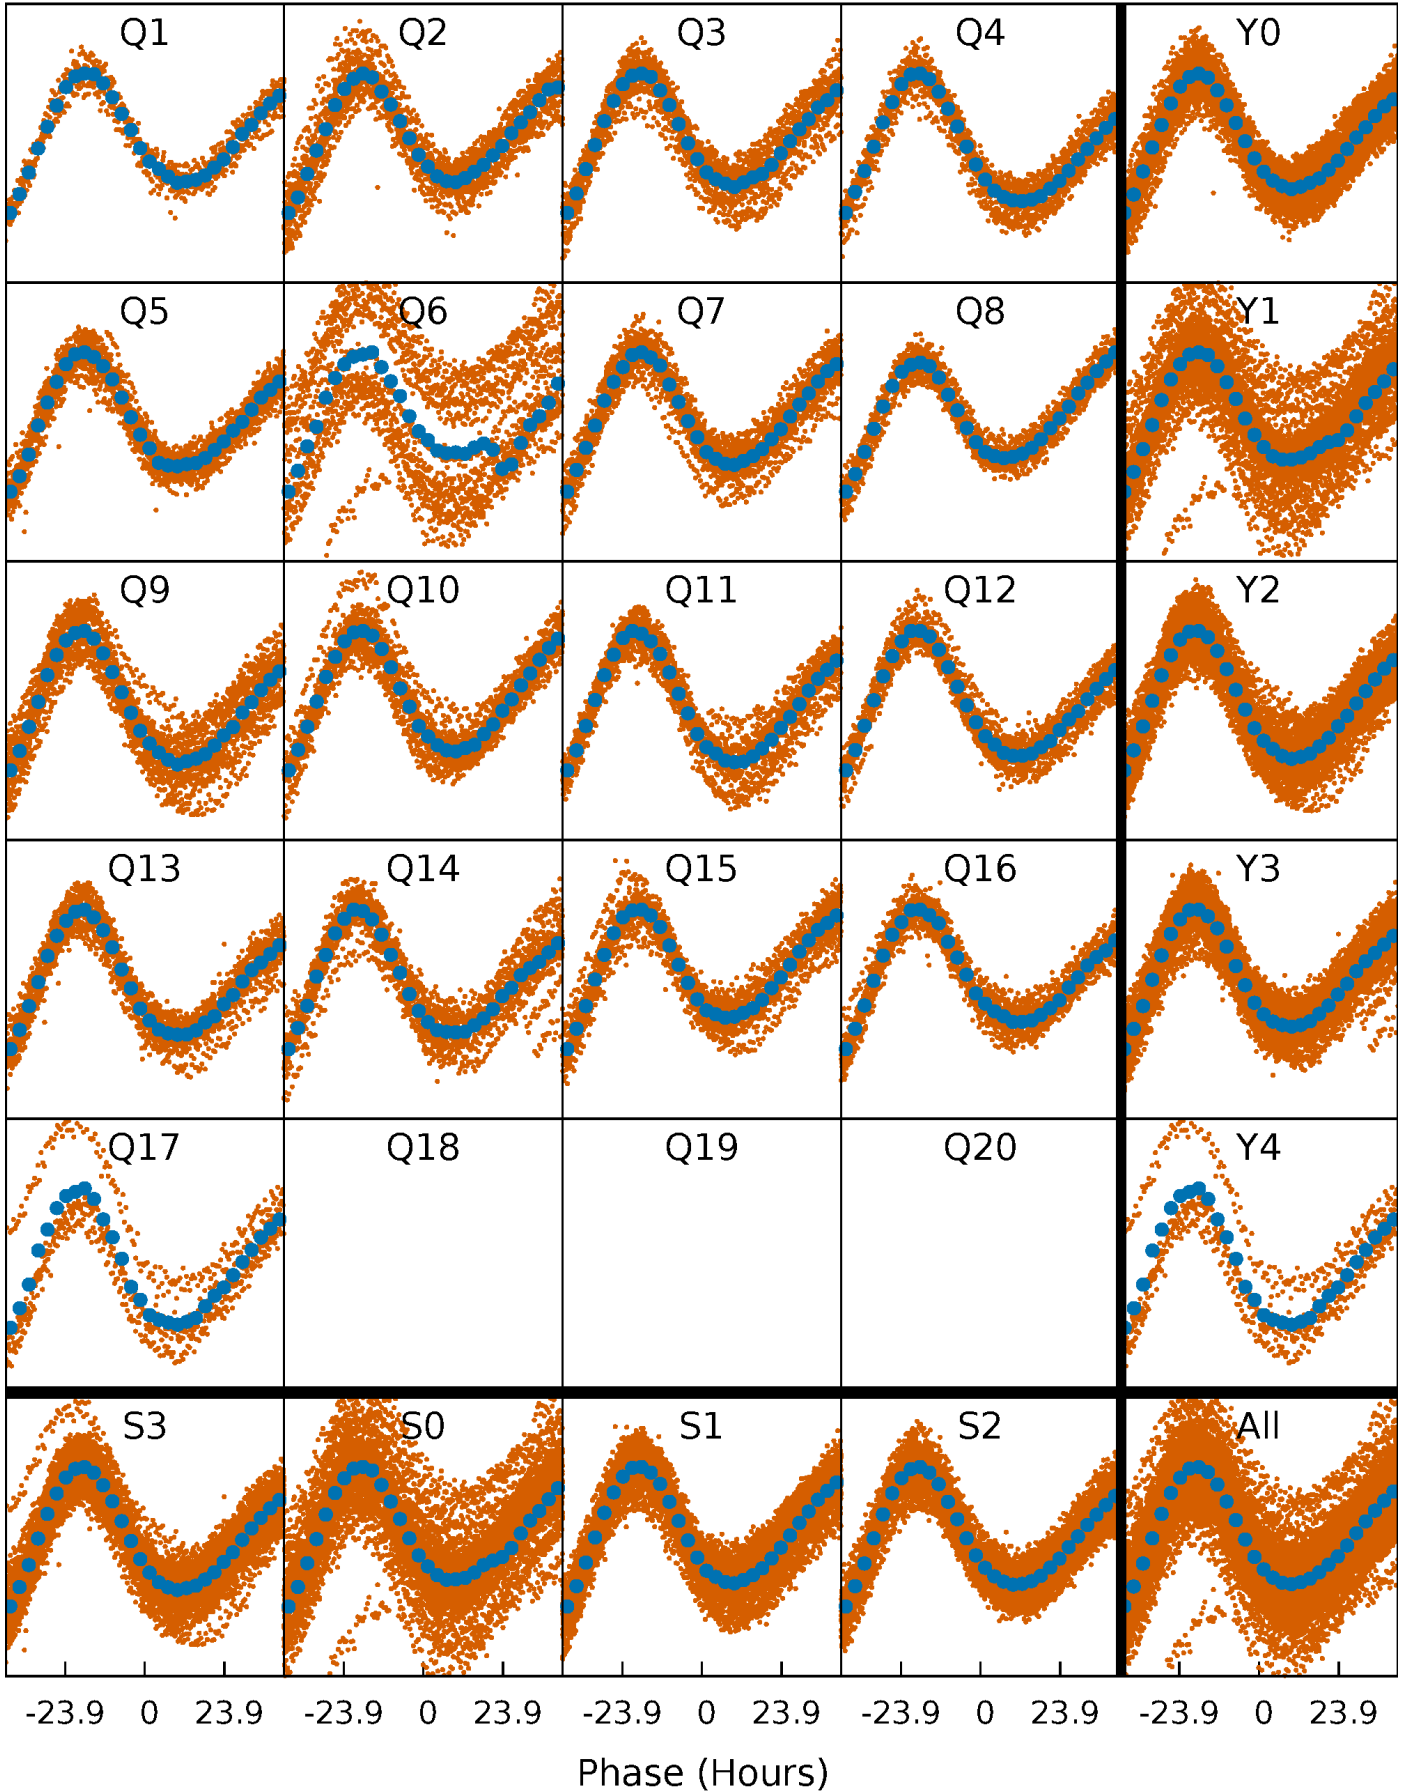 Q1 Q2 Q3 Q4 Y0
Q5 Q6 Q7 Q8 Y1
Q9 Q10 Q11 Q12 Y2
Q13 Q14 Q15 Q16 Y3
Q17 Q18 Q19 Q20 Y4
S3 S0 S1 S2 All
-23.9 0 23.9 -23.9 0 23.9 -23.9 0 23.9 -23.9 0 23.9 -23.9 0 23.9
Phase (Hours)